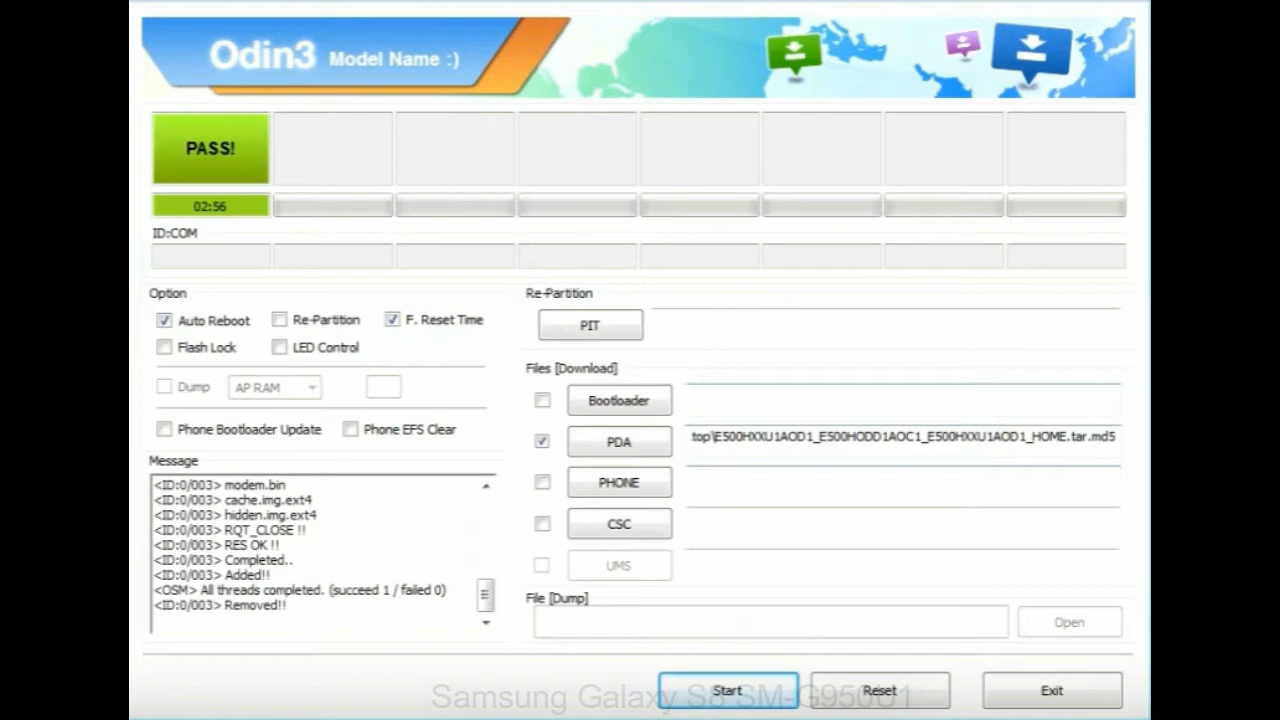 Odin3 Model Name :)
PASS!
02:56
ID:COM
Option
Auto Reboot
Re-Partition
F. Reset Time
Flash Lock
LED Control
Dump
AP RAM
Phone Bootloader Update
Phone EFS Clear
Message
<ID:0/003> modem.bin
<ID:0/003> cache.img.ext4
<ID:0/003> hidden.img.ext4
<ID:0/003> RQT_CLOSE !!
<ID:0/003> RES OK !!
<ID:0/003> Completed..
<ID:0/003> Added!!
<OSM> All threads completed. (succeed 1 / failed 0)
<ID:0/003> Removed!!
Re-Partition
PIT
Files [Download]
Bootloader
PDA
top\E500HXXU1AOD1_E500HODD1AOC1_E500HXXU1AOD1_HOME.tar.md5
PHONE
CSC
UMS
File [Dump]
Open
Start
Reset
Exit
Samsung Galaxy S8 SM-G950U1